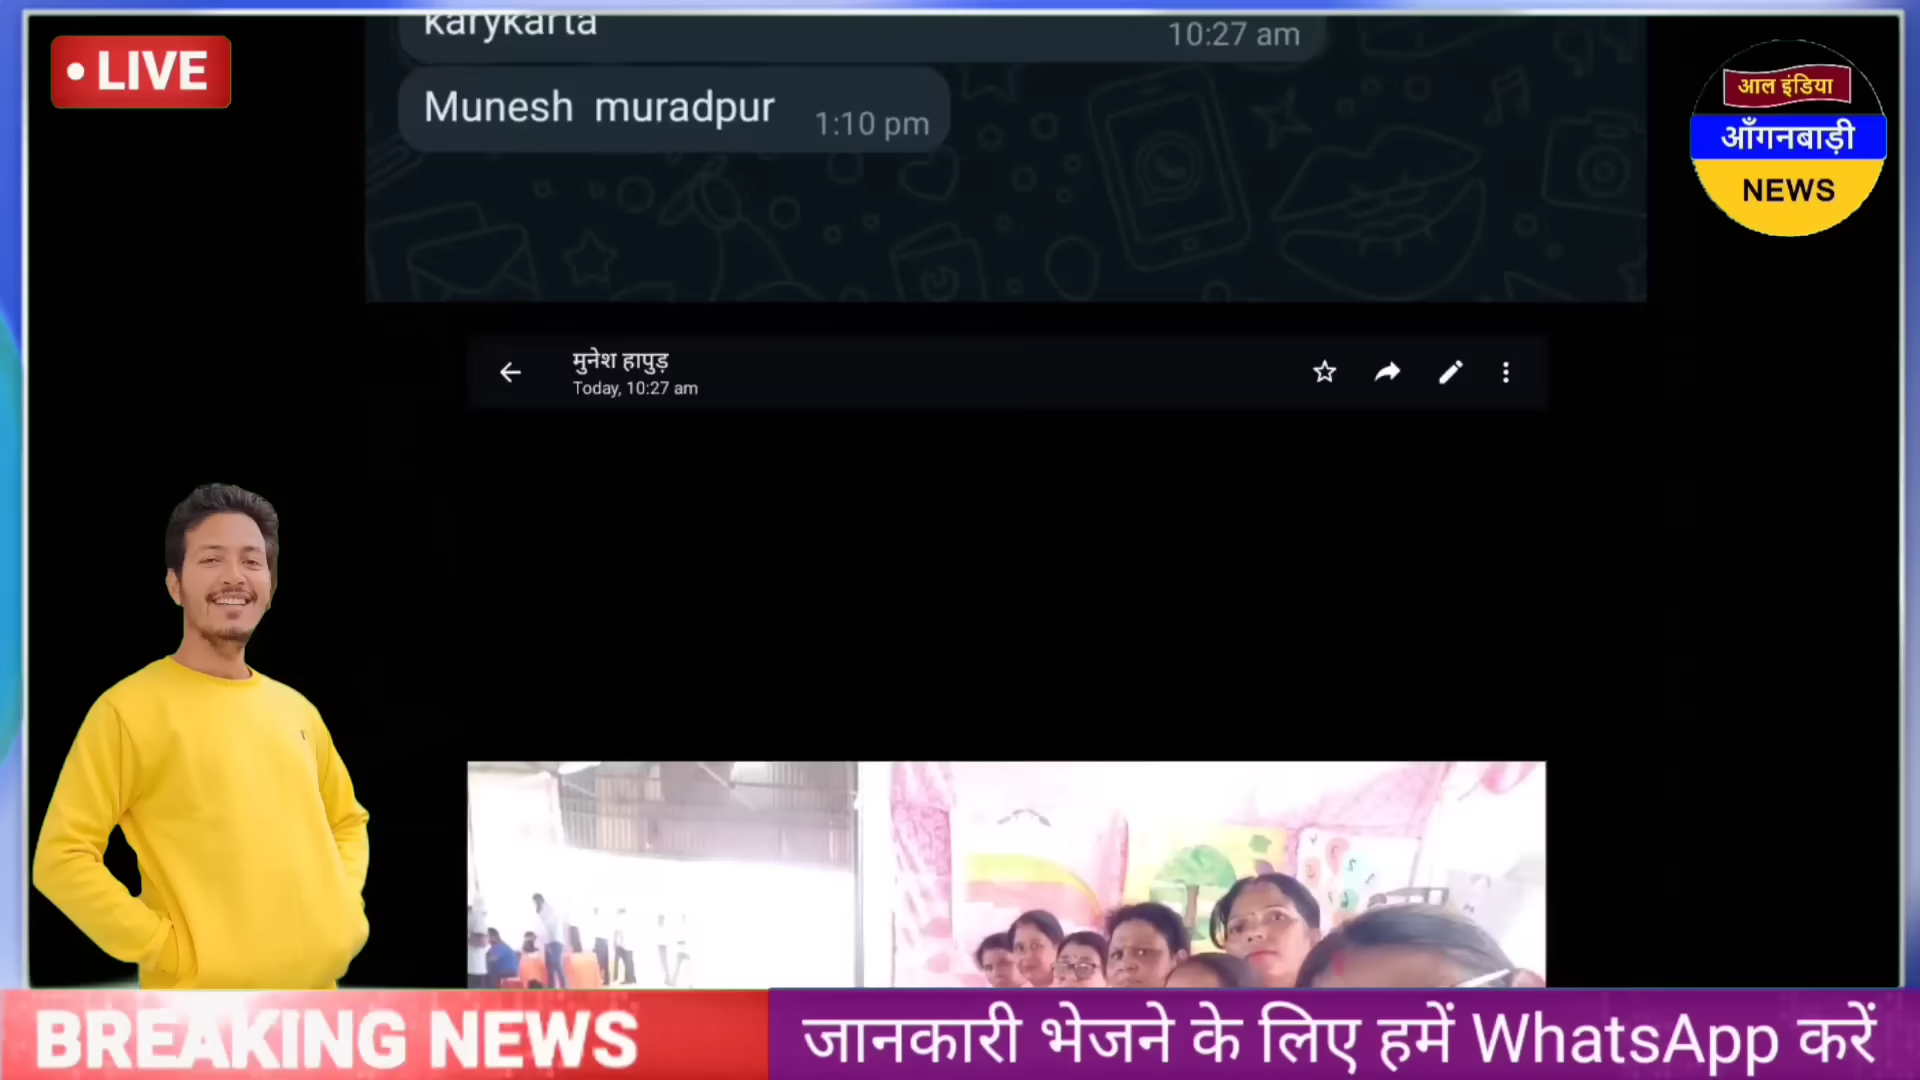 karykarta
10:27 am
• LIVE
Munesh muradpur 1:10 pm
आल इंडिया
आँगनबाड़ी
NEWS
मुनेश हापुड़
Today, 10:27 am
BREAKING NEWS
जानकारी भेजने के लिए हमें WhatsApp करें